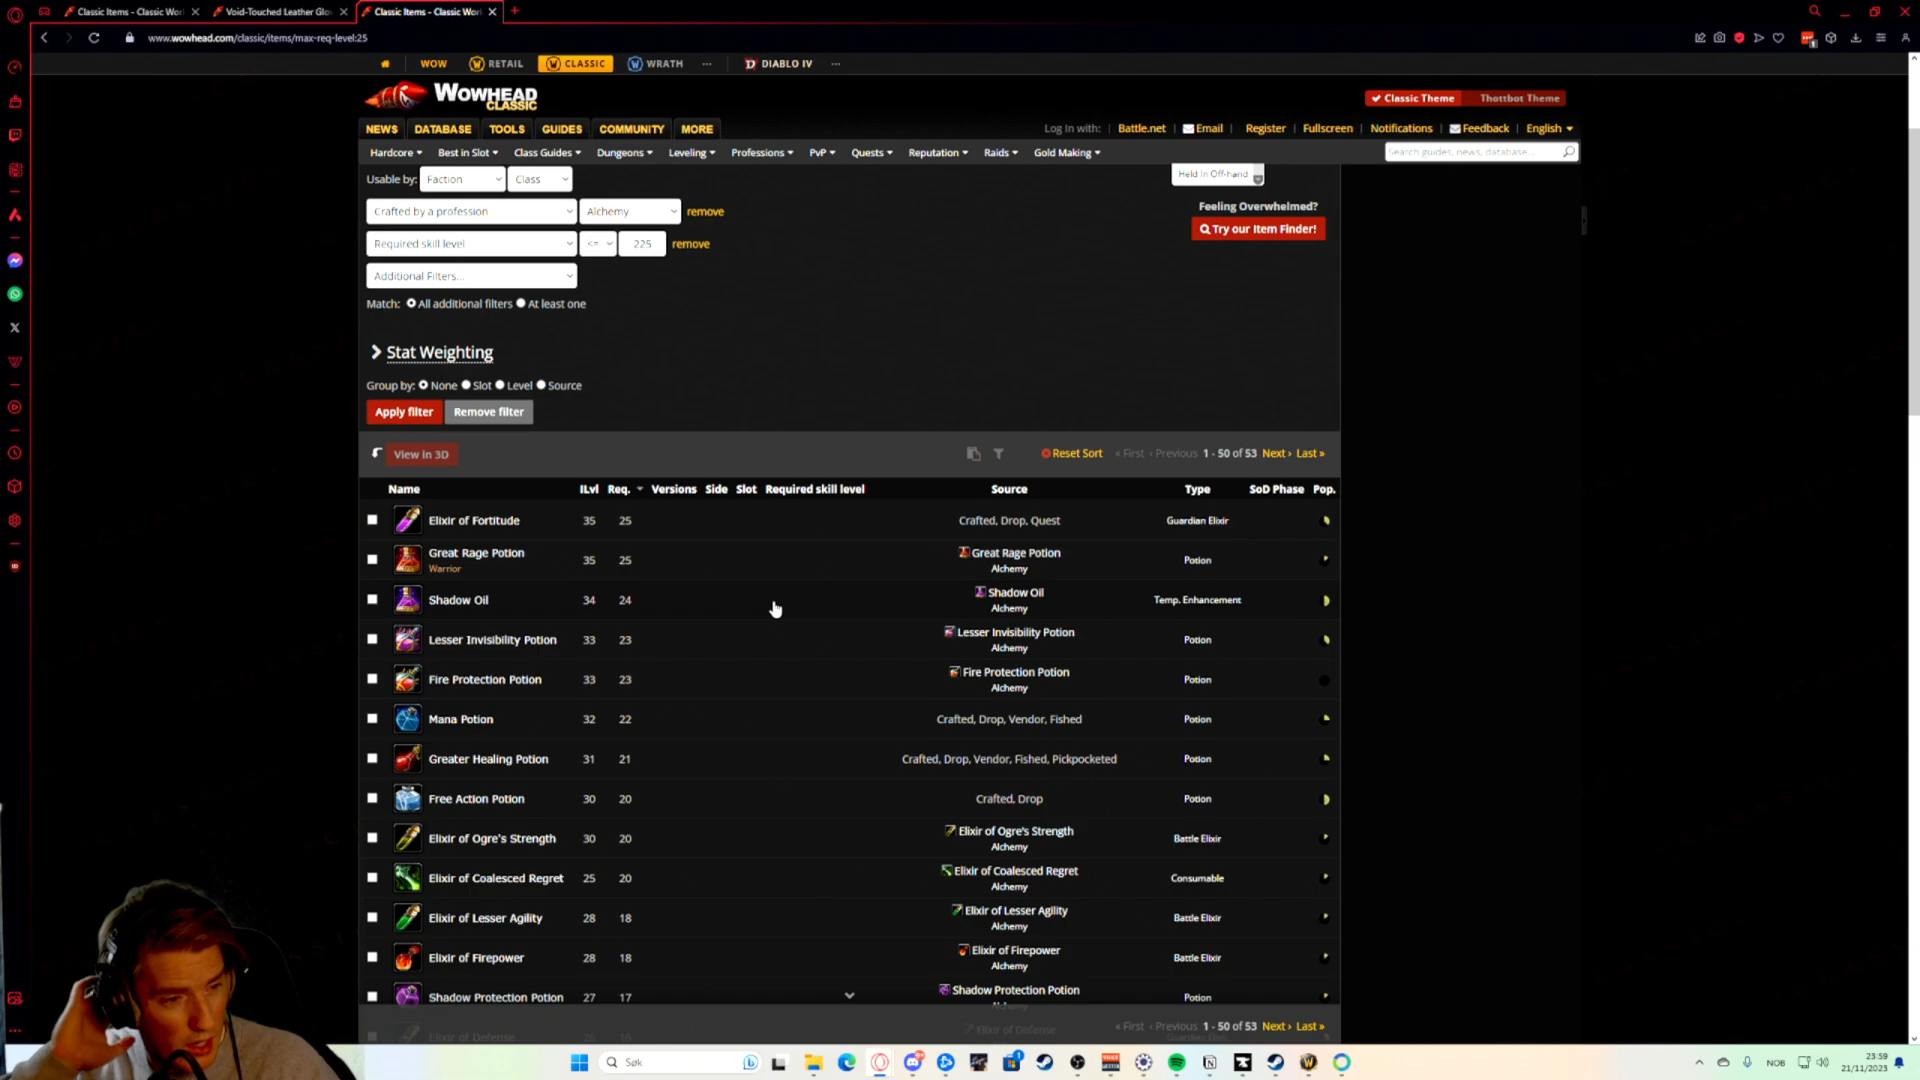 Classic Items - Classic Wor
Void-Touched Leather Glo
Classic Items - Classic Wor
www.wowhead.com/classic/items/max-req-level:25
WOW
RETAIL
CLASSIC
WRATH
DIABLO IV
WOWHEAD
CLASSIC
Classic Theme
Thottbot Theme
NEWS DATABASE TOOLS GUIDES COMMUNITY MORE
Log in with: Battle.net Email Register Fullscreen Notifications Feedback English
Hardcore Best in Slot Class Guides Dungeons Leveling Professions PvP Quests Reputation Raids Gold Making
Search guides, news, database...
Usable by: Faction Class
Held In Off-hand
Crafted by a profession Alchemy remove
Feeling Overwhelmed?
Try our Item Finder!
Required skill level <= 225 remove
Additional Filters...
Match: All additional filters At least one
Stat Weighting
Group by: None Slot Level Source
Apply filter Remove filter
View in 3D
Reset Sort « First ‹ Previous 1 - 50 of 53 Next › Last »
Name ILvl Req. Versions Side Slot Required skill level Source Type SoD Phase Pop.
Elixir of Fortitude 35 25 Crafted, Drop, Quest Guardian Elixir
Great Rage Potion 35 25 Great Rage Potion Potion
Warrior Alchemy
Shadow Oil 34 24 Shadow Oil Temp. Enhancement
Alchemy
Lesser Invisibility Potion 33 23 Lesser Invisibility Potion Potion
Alchemy
Fire Protection Potion 33 23 Fire Protection Potion Potion
Alchemy
Mana Potion 32 22 Crafted, Drop, Vendor, Fished Potion
Greater Healing Potion 31 21 Crafted, Drop, Vendor, Fished, Pickpocketed Potion
Free Action Potion 30 20 Crafted, Drop Potion
Elixir of Ogre's Strength 30 20 Elixir of Ogre's Strength Battle Elixir
Alchemy
Elixir of Coalesced Regret 25 20 Elixir of Coalesced Regret Consumable
Alchemy
Elixir of Lesser Agility 28 18 Elixir of Lesser Agility Battle Elixir
Alchemy
Elixir of Firepower 28 18 Elixir of Firepower Battle Elixir
Alchemy
Shadow Protection Potion 27 17 Shadow Protection Potion Potion
Elixir of Defense Elixir of Defense
« First ‹ Previous 1 - 50 of 53 Next › Last »
Søk
NOB
23:59
21/11/2023